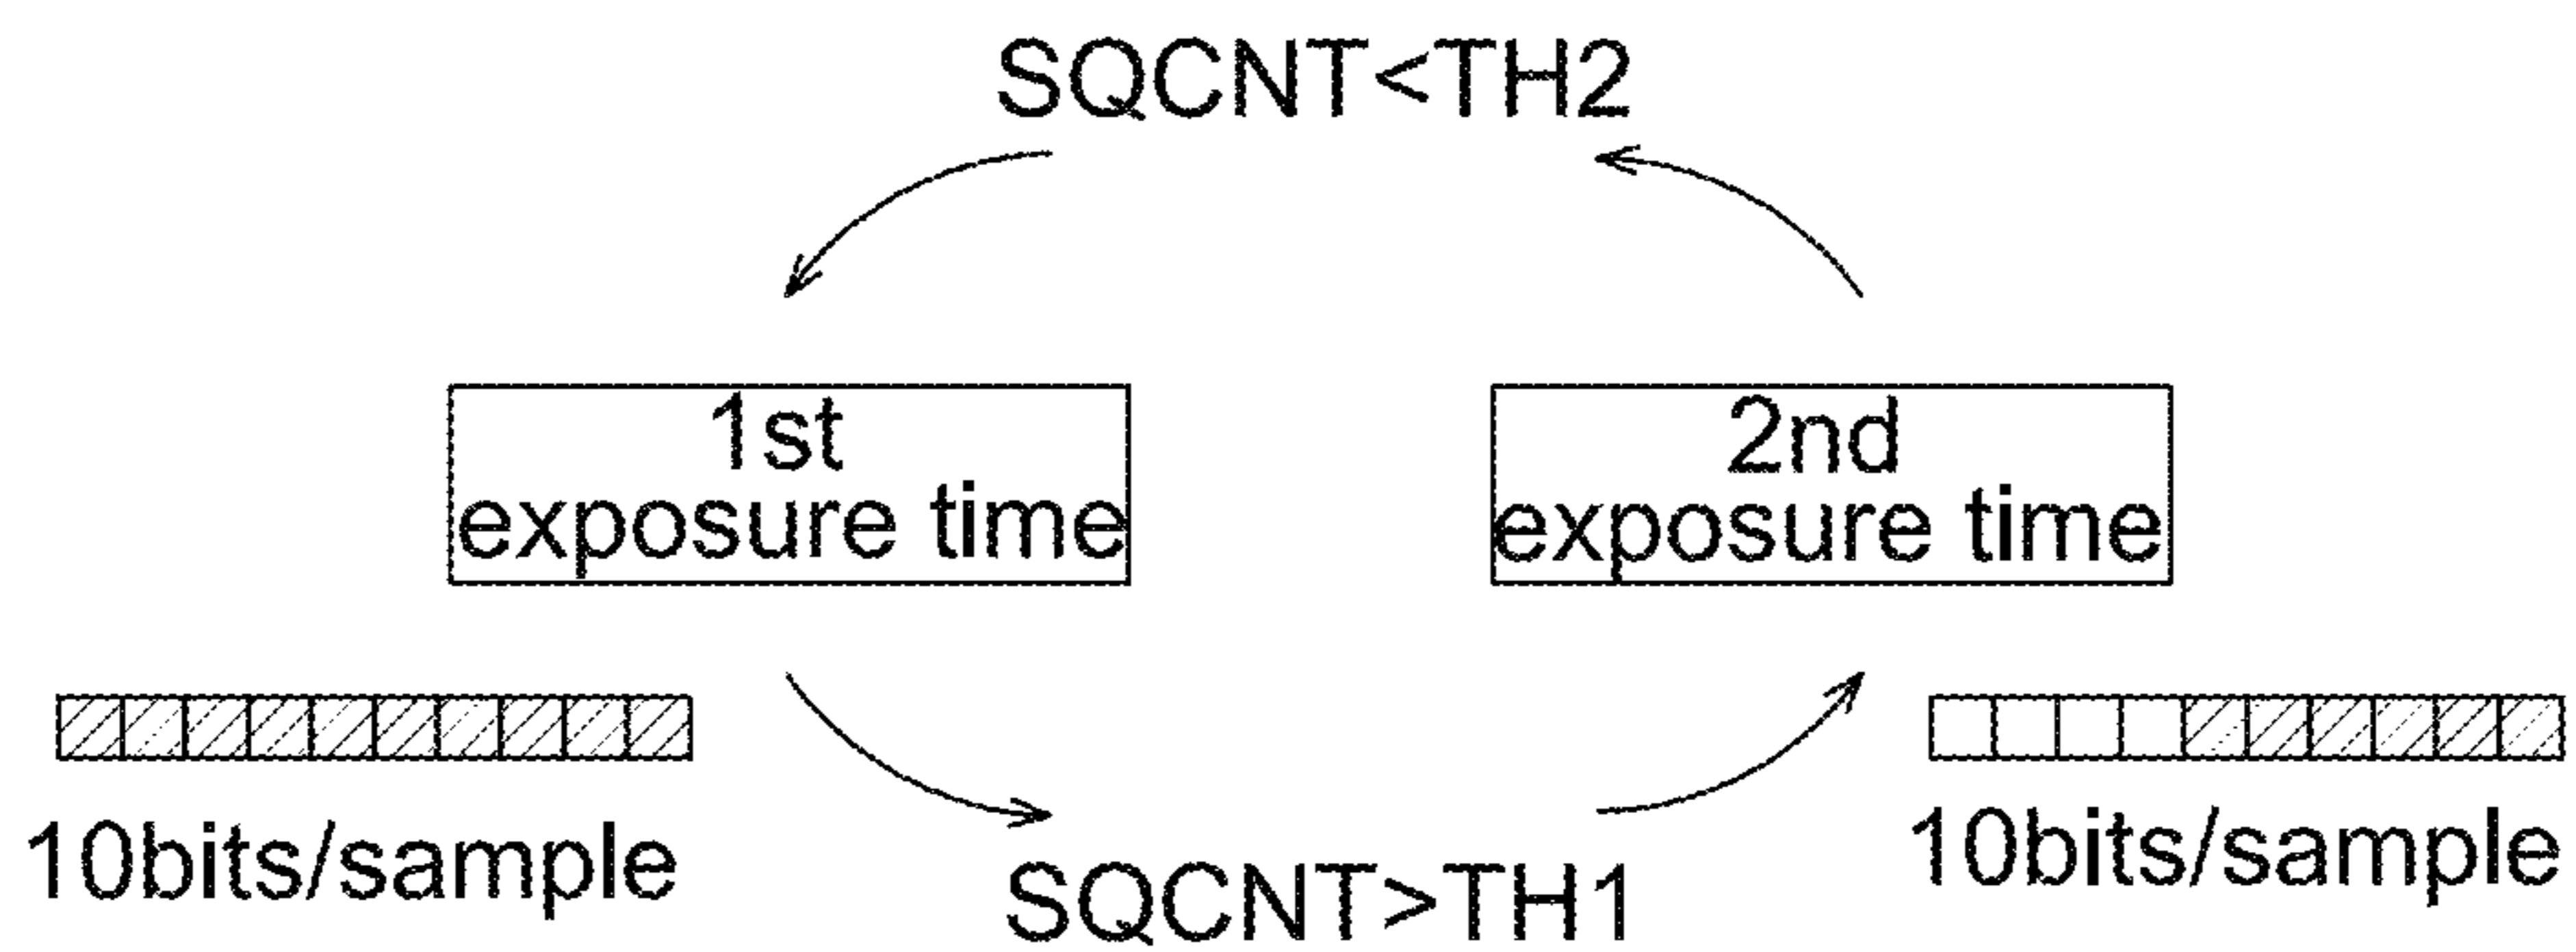 SQCNT<TH2
1st
exposure time
2nd
exposure time
10bits/sample
10bits/sample
SQCNT>TH1